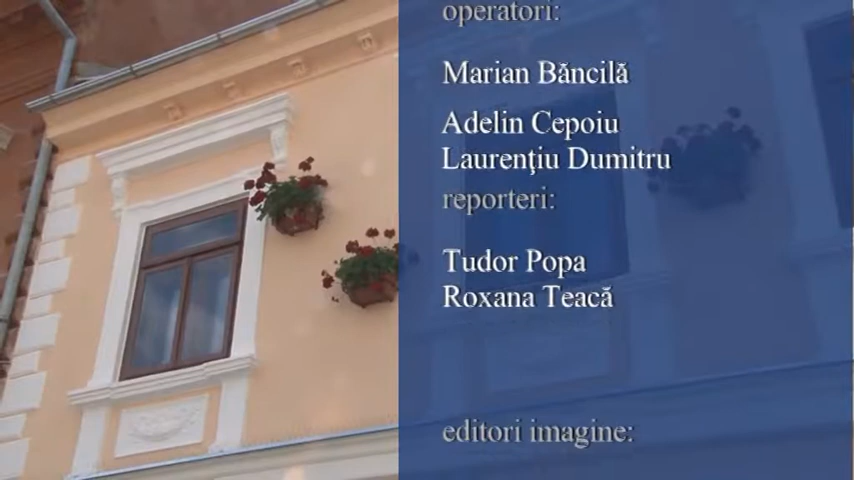 operatori:
Marian Băncilă
Adelin Cepoiu
Laurenţiu Dumitru
reporteri:
Tudor Popa
Roxana Teacă
editori imagine: